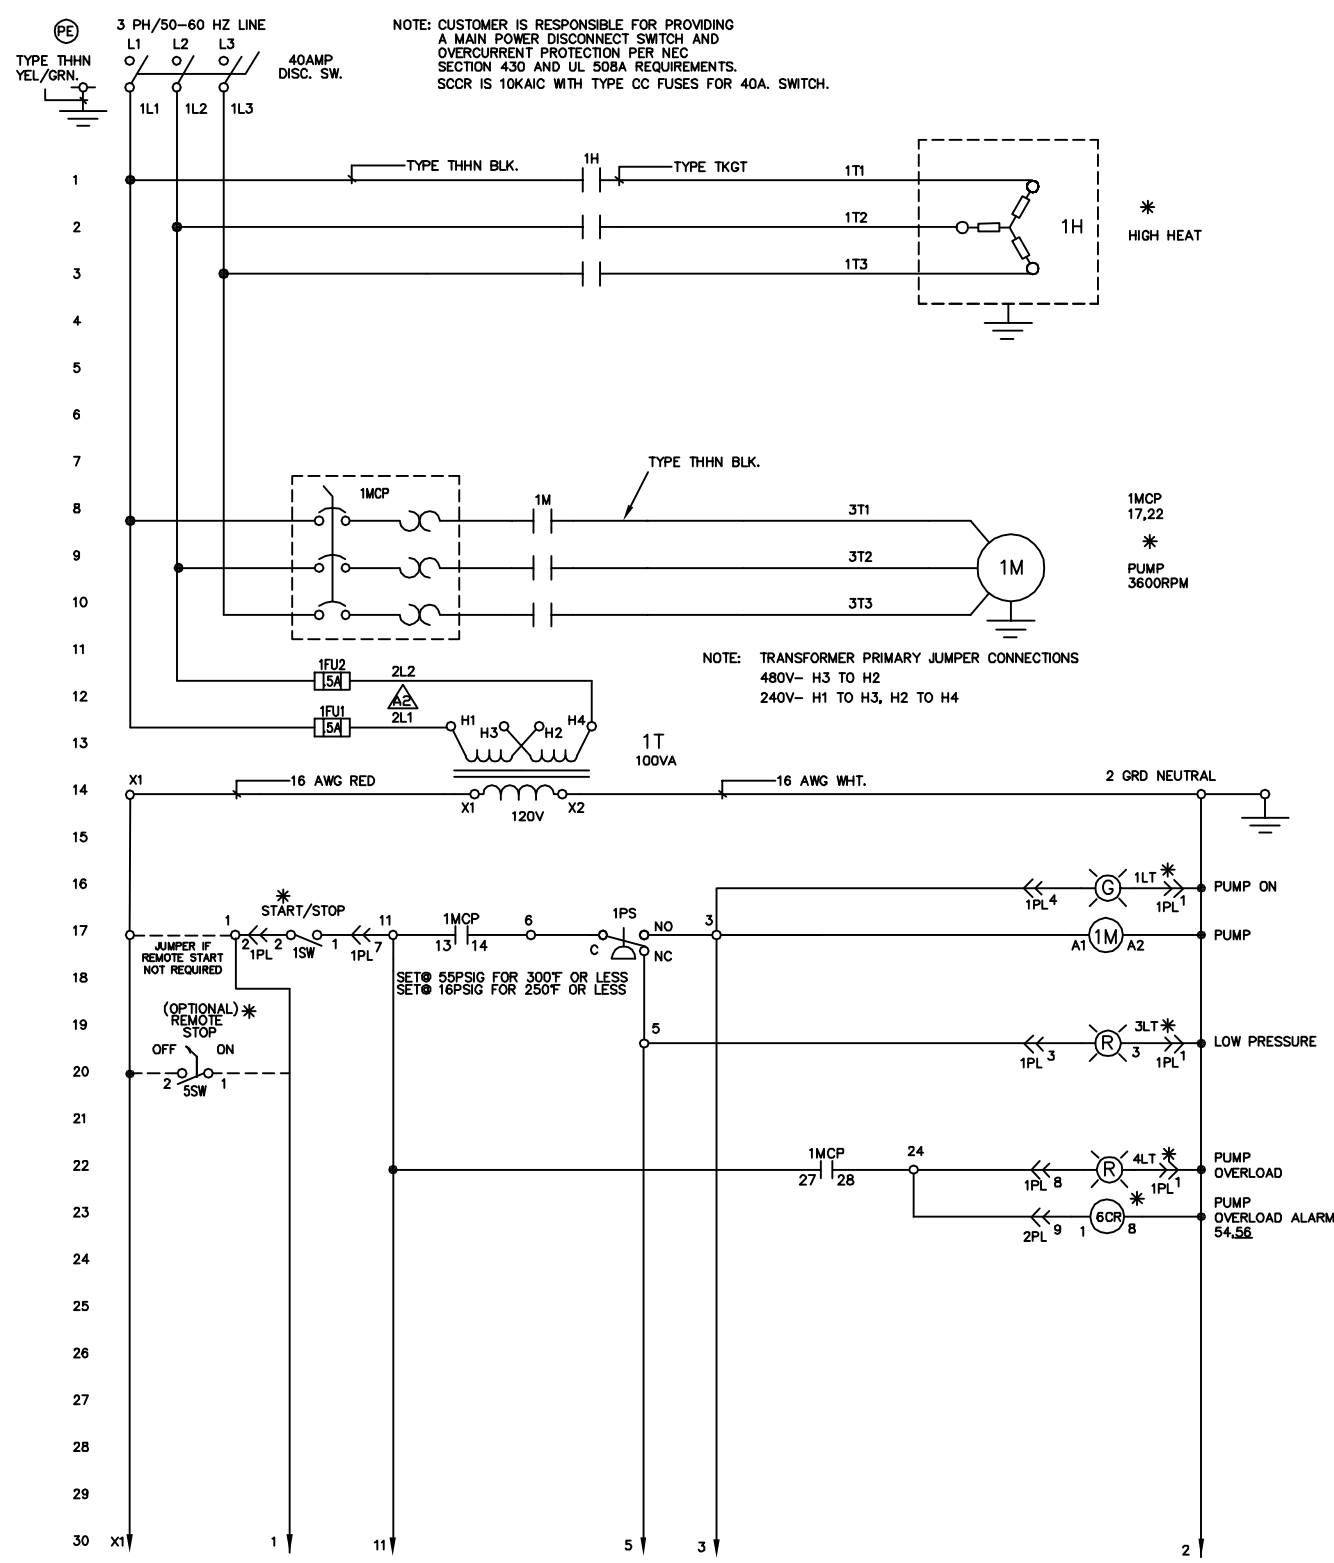 PE
TYPE THHN
YEL/GRN.
3 PH/50-60 HZ LINE
L1 L2 L3
40AMP
DISC. SW.
1L1 1L2 1L3
NOTE: CUSTOMER IS RESPONSIBLE FOR PROVIDING
A MAIN POWER DISCONNECT SWITCH AND
OVERCURRENT PROTECTION PER NEC
SECTION 430 AND UL 508A REQUIREMENTS.
SCCR IS 10KAIC WITH TYPE CC FUSES FOR 40A. SWITCH.
1 TYPE THHN BLK. 1H TYPE TKGT 1T1
2 1T2 1H HIGH HEAT
3 1T3
4
5
6
7 TYPE THHN BLK.
8 1MCP 1M 3T1
1MCP
17,22
9 3T2 1M
PUMP
3600RPM
10 3T3
11
NOTE: TRANSFORMER PRIMARY JUMPER CONNECTIONS
480V- H3 TO H2
240V- H1 TO H3, H2 TO H4
12 1FU2 .5A 2L2
A2
1FU1 .5A 2L1
13 H1 H3 H2 H4
1T
100VA
14 X1 16 AWG RED X1 120V X2 16 AWG WHT. 2 GRD NEUTRAL
15
16 1PL 4 G 1LT 1PL 1 PUMP ON
START/STOP
17 1 2 1PL 2 1SW 1 1PL 7 11 1MCP 13 14 6 1PS C NO NC 3 A1 1M A2 PUMP
JUMPER IF
REMOTE START
NOT REQUIRED
18
SET@ 55PSIG FOR 300°F OR LESS
SET@ 16PSIG FOR 250°F OR LESS
19 5 1PL 3 R 3 3LT 1PL 1 LOW PRESSURE
(OPTIONAL)
REMOTE
STOP
OFF ON
20 2 5SW 1
21
22 1MCP 27 28 24 1PL 8 R 4LT 1PL 1
PUMP
OVERLOAD
23 2PL 9 1 6CR 8
PUMP
OVERLOAD ALARM
54,56
24
25
26
27
28
29
30 X1 1 11 5 3 2